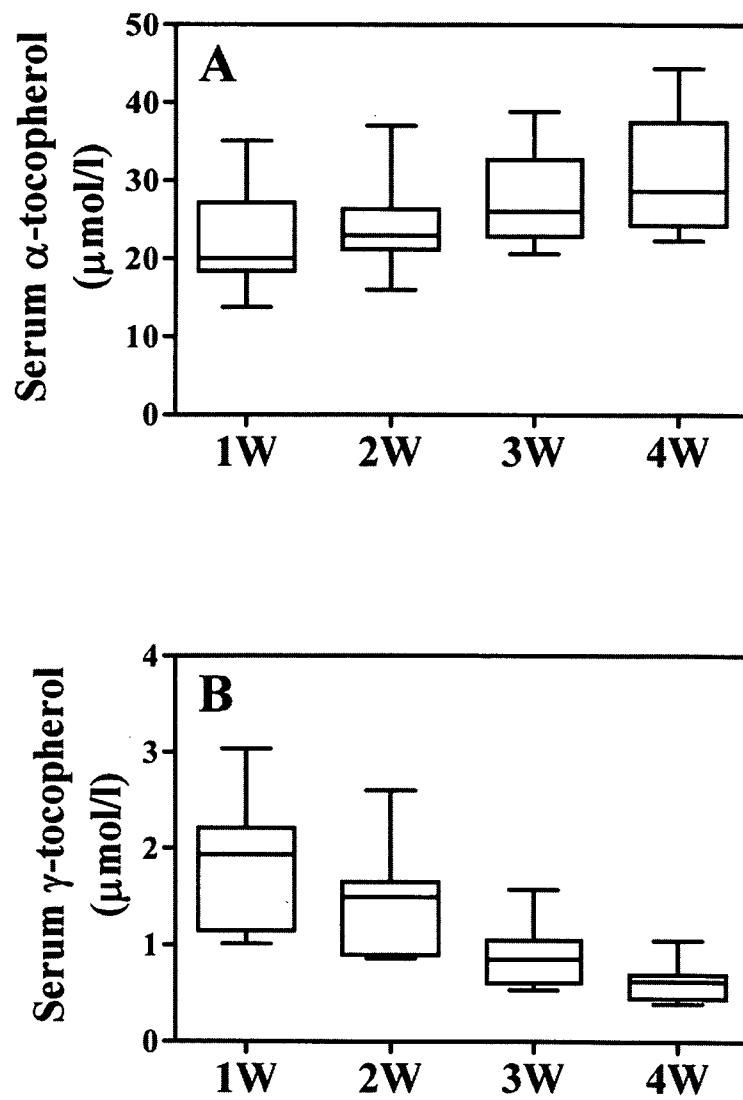 A
Serum α-tocopherol
(μmol/l)
50
40
30
20
10
0
1W 2W 3W 4W
B
Serum γ-tocopherol
(μmol/l)
4
3
2
1
0
1W 2W 3W 4W